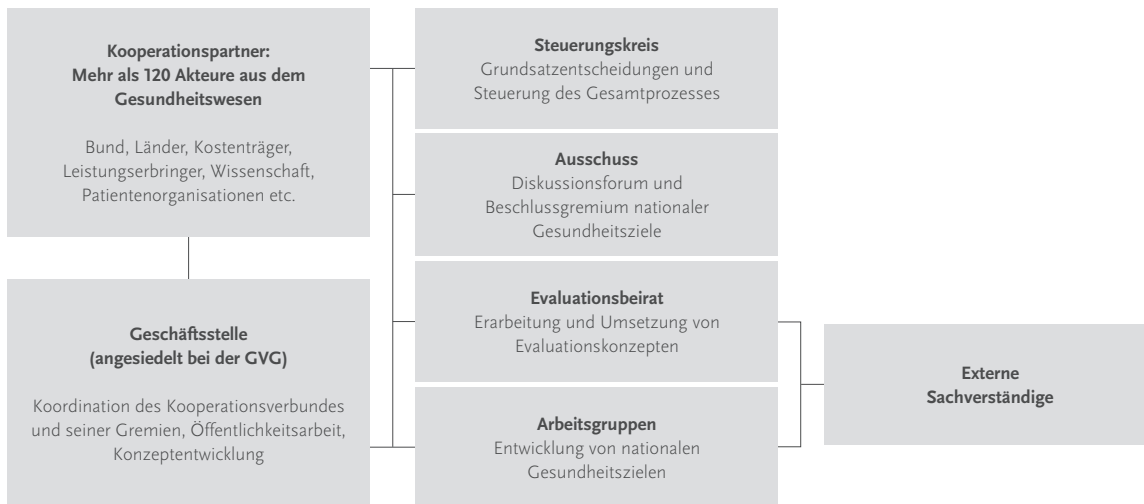 Kooperationspartner:
Mehr als 120 Akteure aus dem
Gesundheitswesen
Bund, Länder, Kostenträger,
Leistungserbringer, Wissenschaft,
Patientenorganisationen etc.
Geschäftsstelle
(angesiedelt bei der GVG)
Koordination des Kooperationsverbundes
und seiner Gremien, Öffentlichkeitsarbeit,
Konzeptentwicklung
Steuerungskreis
Grundsatzentscheidungen und
Steuerung des Gesamtprozesses
Ausschuss
Diskussionsforum und
Beschlussgremium nationaler
Gesundheitsziele
Evaluationsbeirat
Erarbeitung und Umsetzung von
Evaluationskonzepten
Arbeitsgruppen
Entwicklung von nationalen
Gesundheitszielen
Externe
Sachverständige